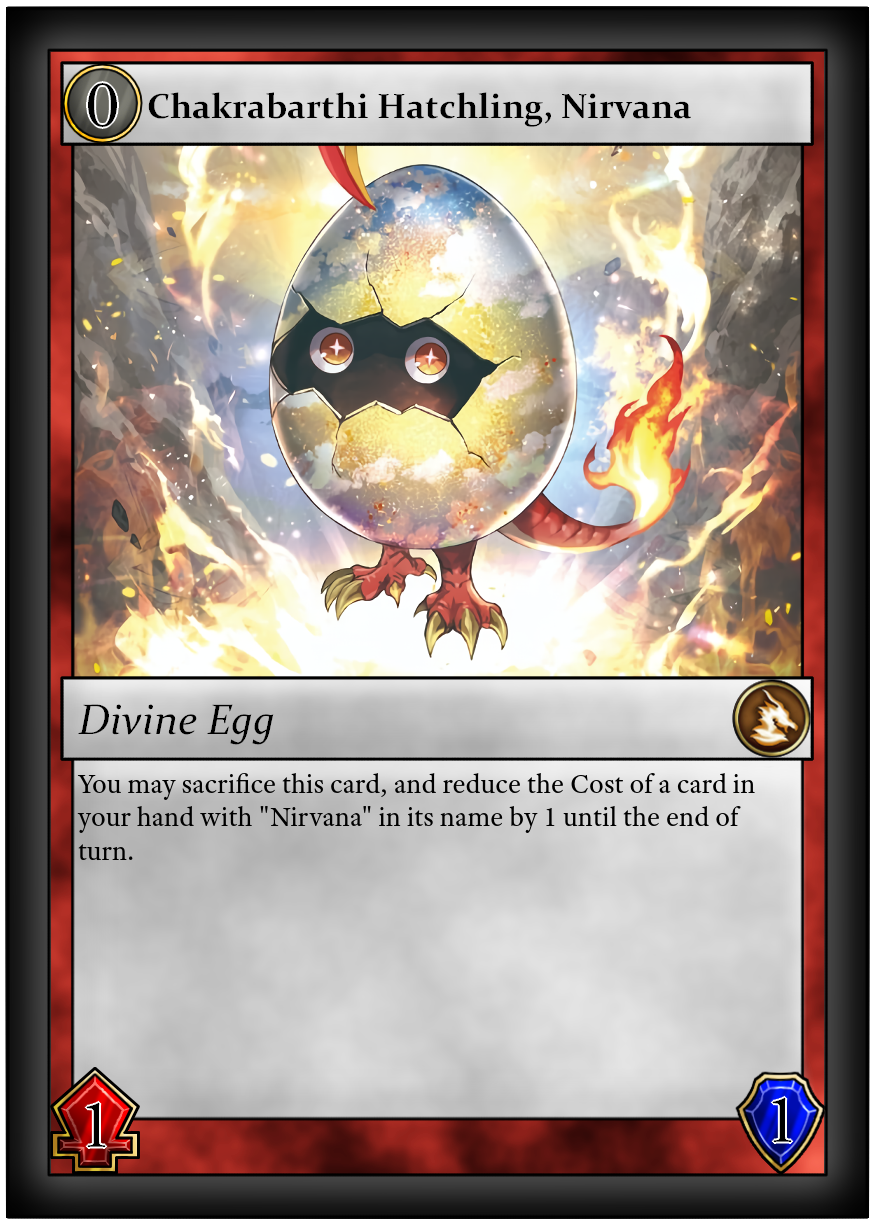 0
Chakrabarthi Hatchling, Nirvana
Divine Egg
You may sacrifice this card, and reduce the Cost of a card in
your hand with "Nirvana" in its name by 1 until the end of
turn.
1
1